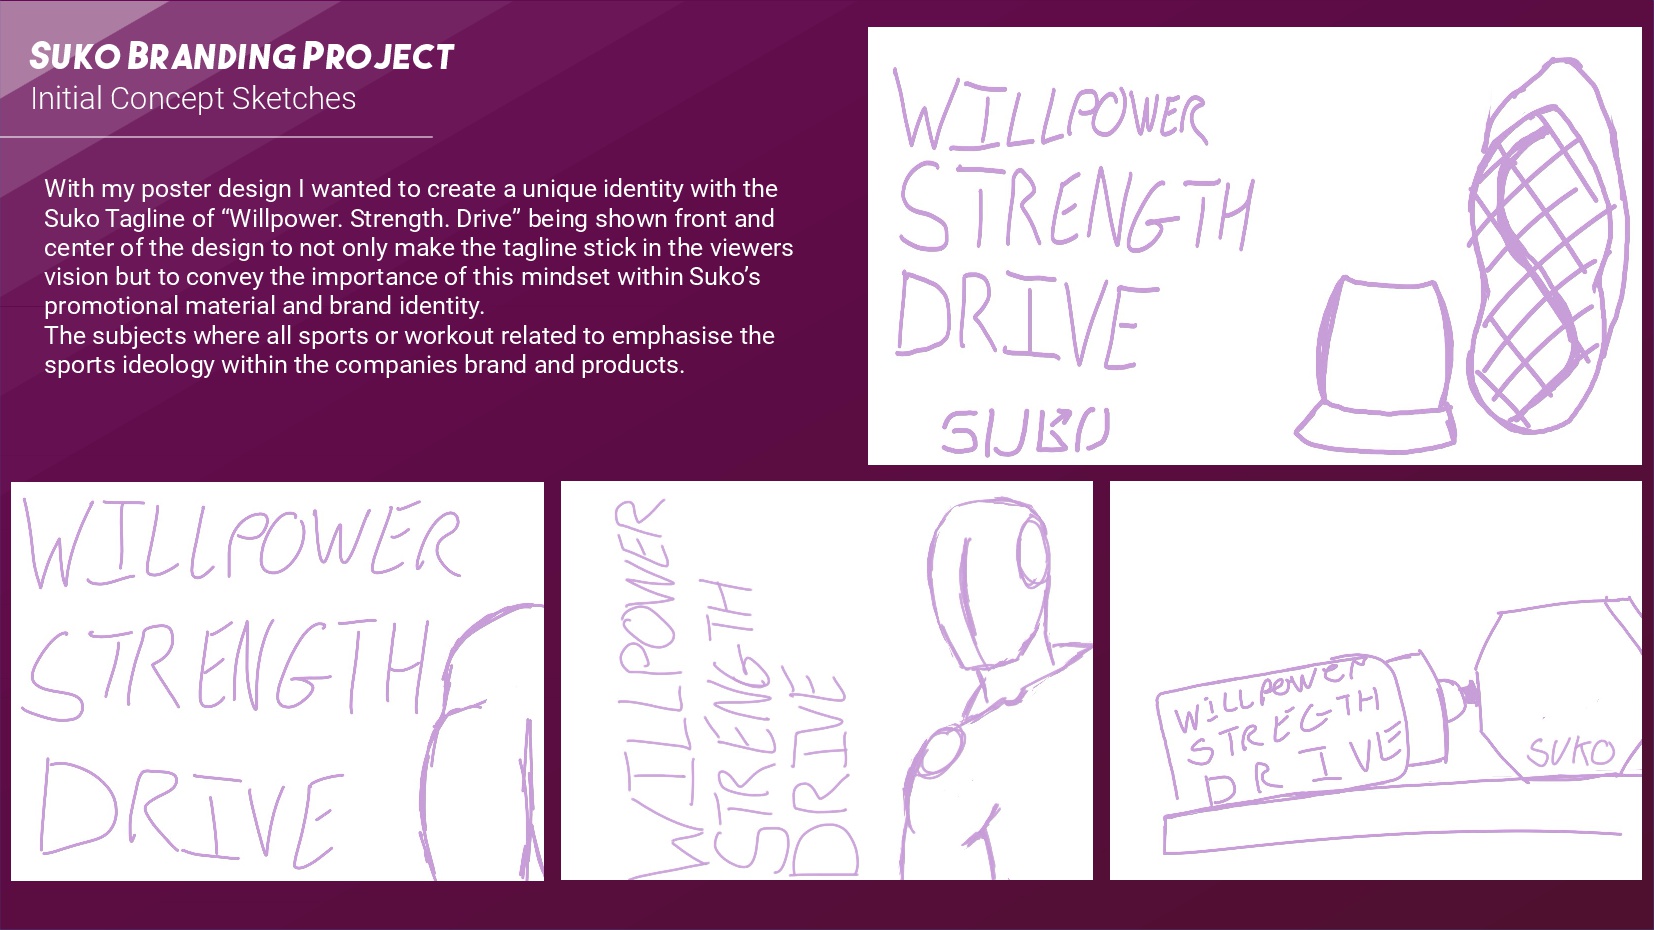 SUKO BRANDING PROJECT
Initial Concept Sketches
With my poster design I wanted to create a unique identity with the
Suko Tagline of “Willpower. Strength. Drive” being shown front and
center of the design to not only make the tagline stick in the viewers
vision but to convey the importance of this mindset within Suko’s
promotional material and brand identity.
The subjects where all sports or workout related to emphasise the
sports ideology within the companies brand and products.
WILLPOWER
STRENGTH
DRIVE
SUKO
WILLPOWER
STRENGTH
DRIVE
WILLPOWER
STRENGTH
DRIVE
WILLPOWER
STREGTH
DRIVE
SUKO